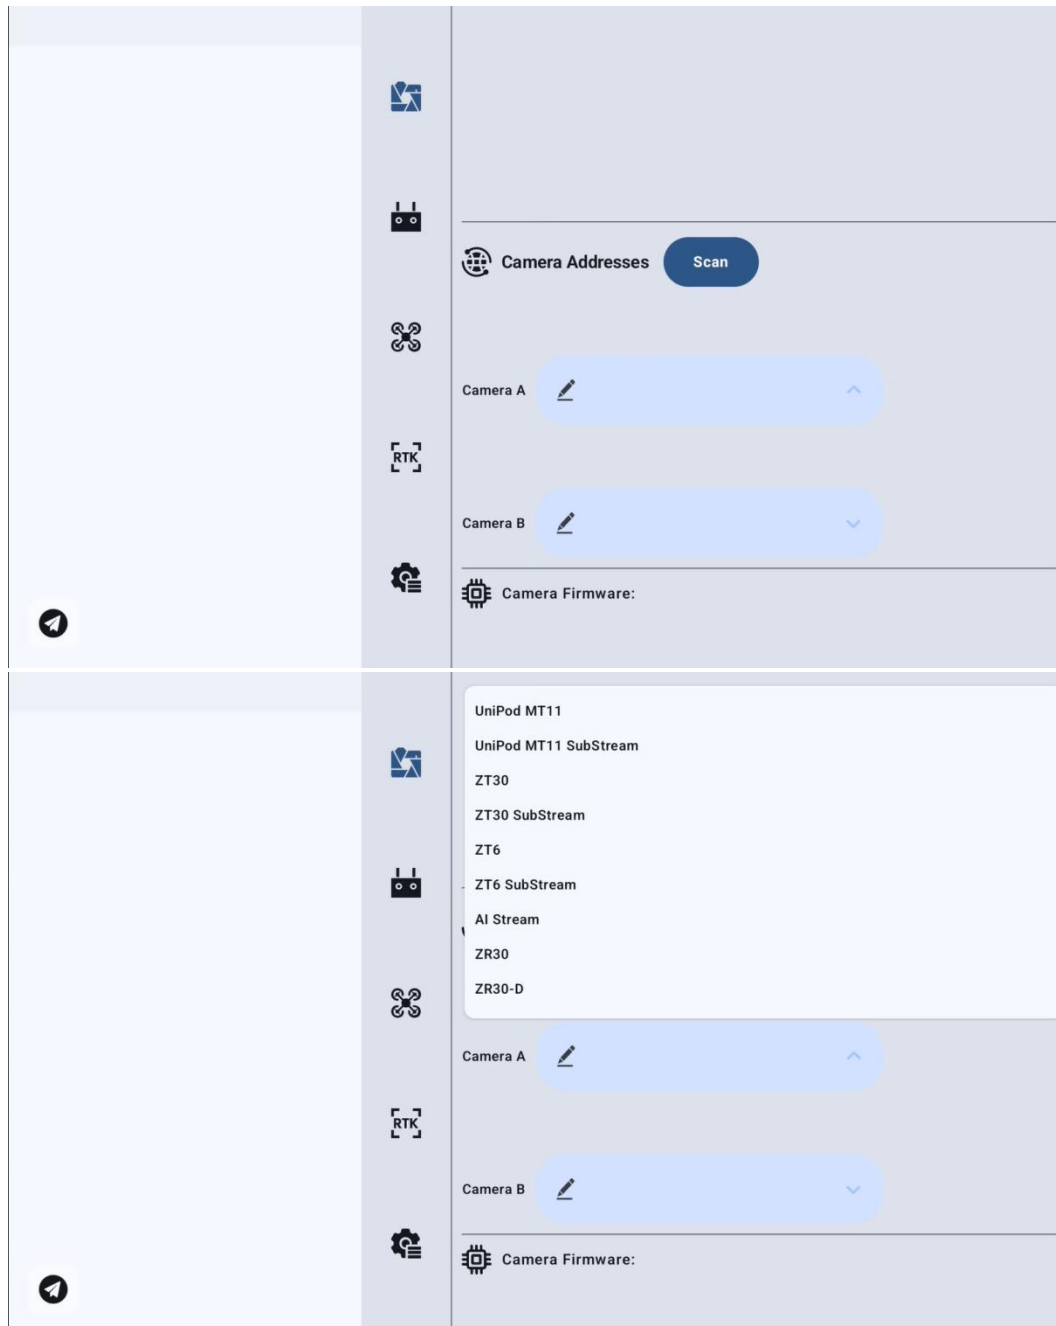 Camera Addresses Scan
Camera A
RTK
Camera B
Camera Firmware:
UniPod MT11
UniPod MT11 SubStream
ZT30
ZT30 SubStream
ZT6
ZT6 SubStream
AI Stream
ZR30
ZR30-D
Camera A
RTK
Camera B
Camera Firmware: